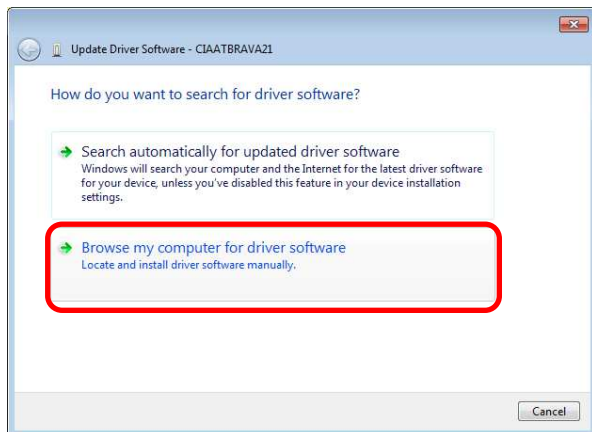 Update Driver Software - CIAATBRAVA21
How do you want to search for driver software?
Search automatically for updated driver software
Windows will search your computer and the Internet for the latest driver software
for your device, unless you've disabled this feature in your device installation
settings.
Browse my computer for driver software
Locate and install driver software manually.
Cancel